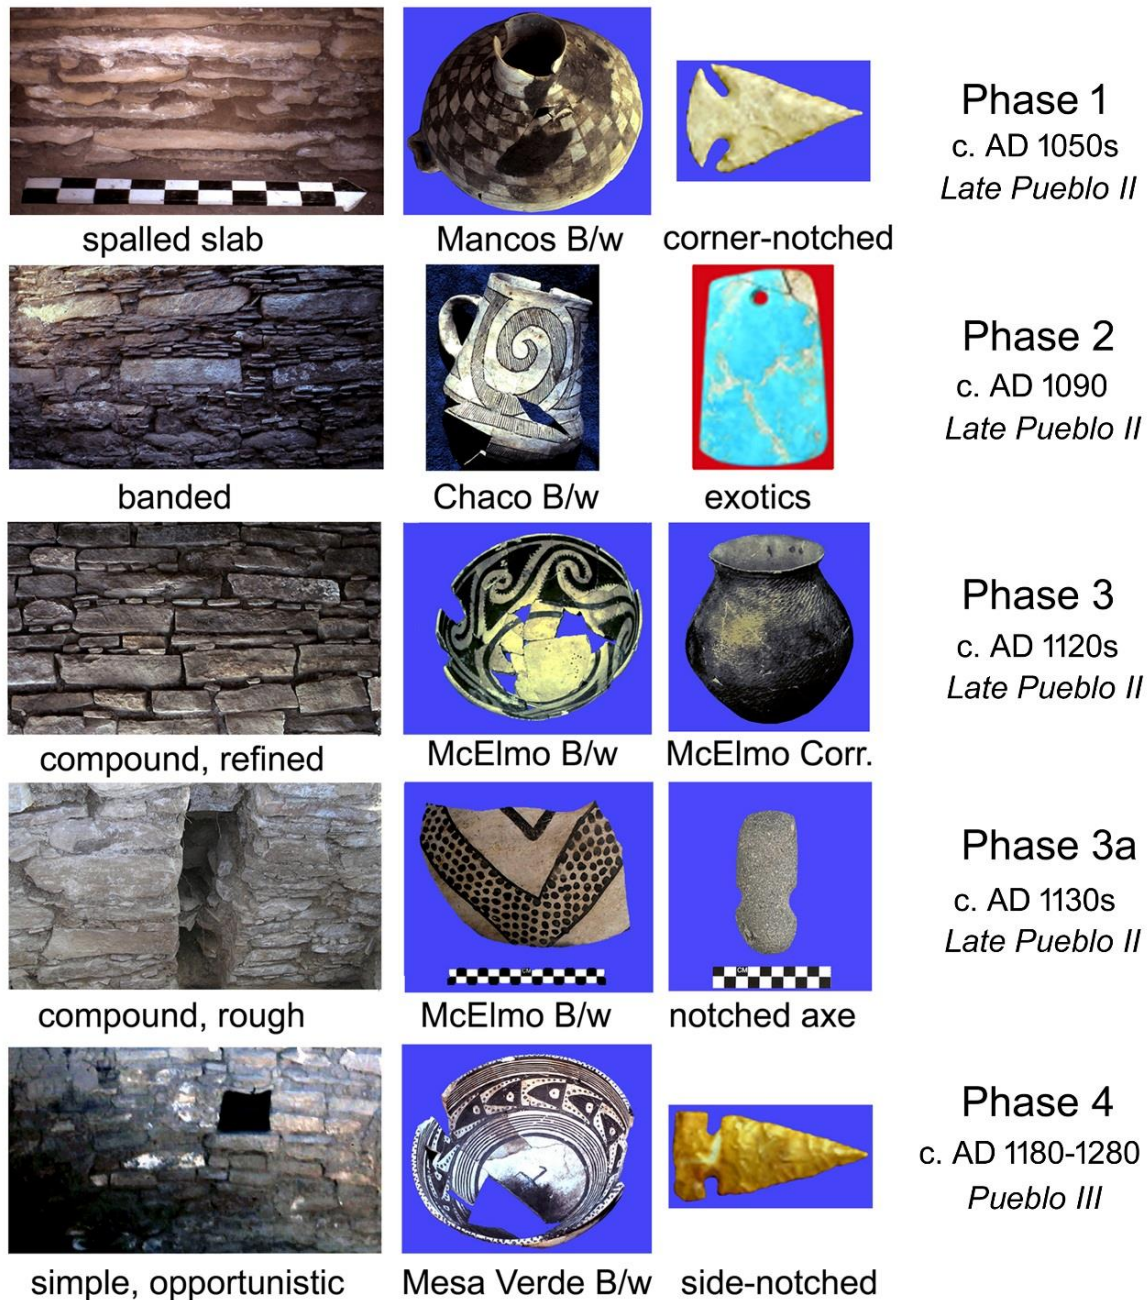 Phase 1
c. AD 1050s
Late Pueblo II
spalled slab
Mancos B/w
corner-notched
Phase 2
c. AD 1090
Late Pueblo II
banded
Chaco B/w
exotics
Phase 3
c. AD 1120s
Late Pueblo II
compound, refined
McElmo B/w
McElmo Corr.
Phase 3a
c. AD 1130s
Late Pueblo II
CM
CM
compound, rough
McElmo B/w
notched axe
Phase 4
c. AD 1180-1280
Pueblo III
simple, opportunistic
Mesa Verde B/w
side-notched